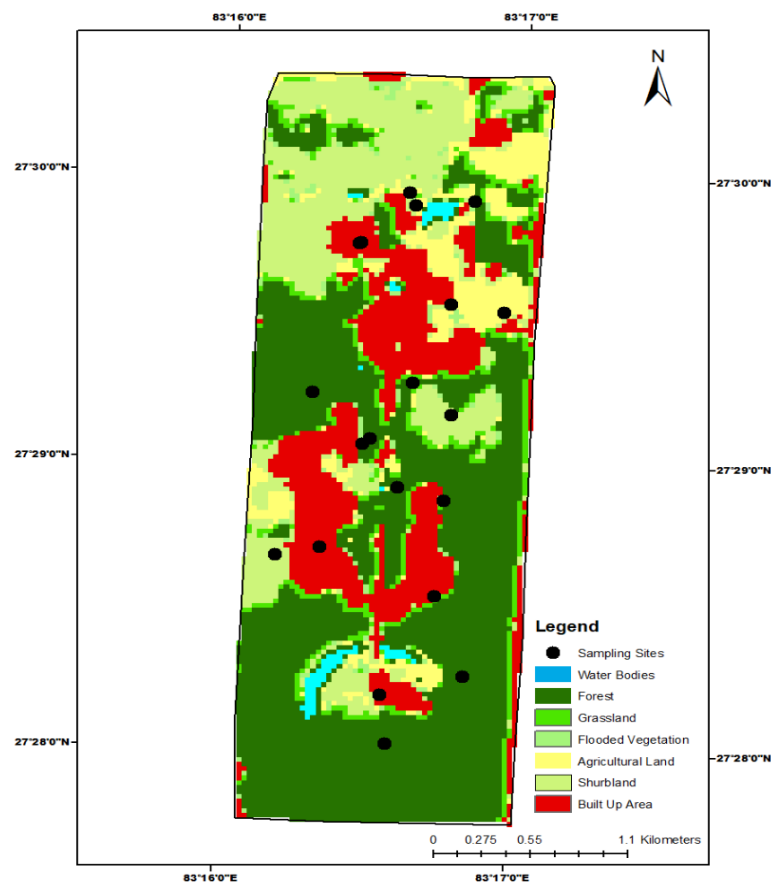 83°16'0"E 83°17'0"E
N
27°30'0"N 27°30'0"N
27°29'0"N 27°29'0"N
Legend
Sampling Sites
Water Bodies
Forest
Grassland
Flooded Vegetation
Agricultural Land
Shurbland
Built Up Area
27°28'0"N 27°28'0"N
0 0.275 0.55 1.1 Kilometers
83°16'0"E 83°17'0"E